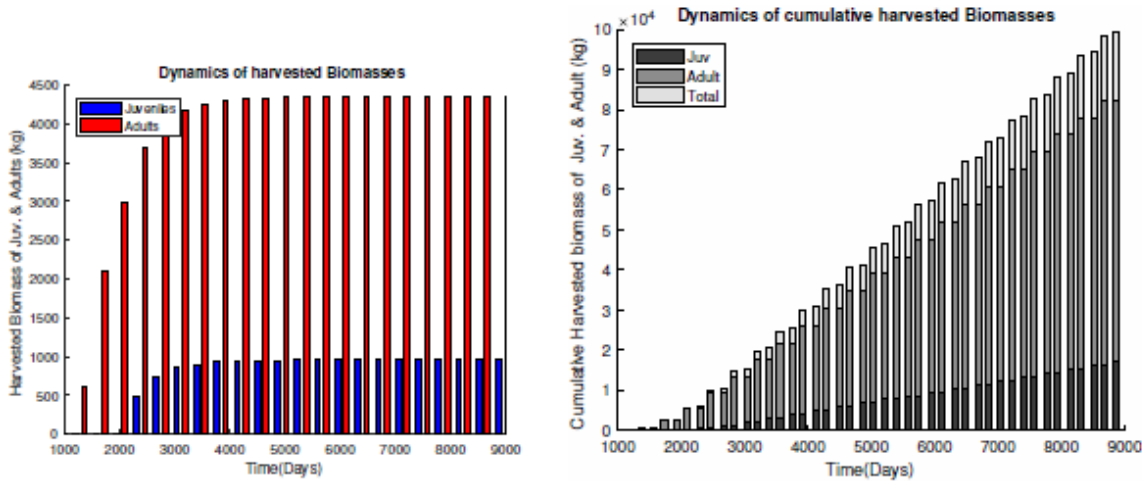 Dynamics of harvested Biomasses
Harvested Biomass of Juv. & Adults (kg)
4500
4000
3500
3000
2500
2000
1500
1000
500
0
Juveniles
Adults
1000 2000 3000 4000 5000 6000 7000 8000 9000
Time(Days)
×10⁴ Dynamics of cumulative harvested Biomasses
Cumulative Harvested biomass of Juv. & Adult (kg)
10
9
8
7
6
5
4
3
2
1
0
Juv
Adult
Total
1000 2000 3000 4000 5000 6000 7000 8000 9000
Time(Days)